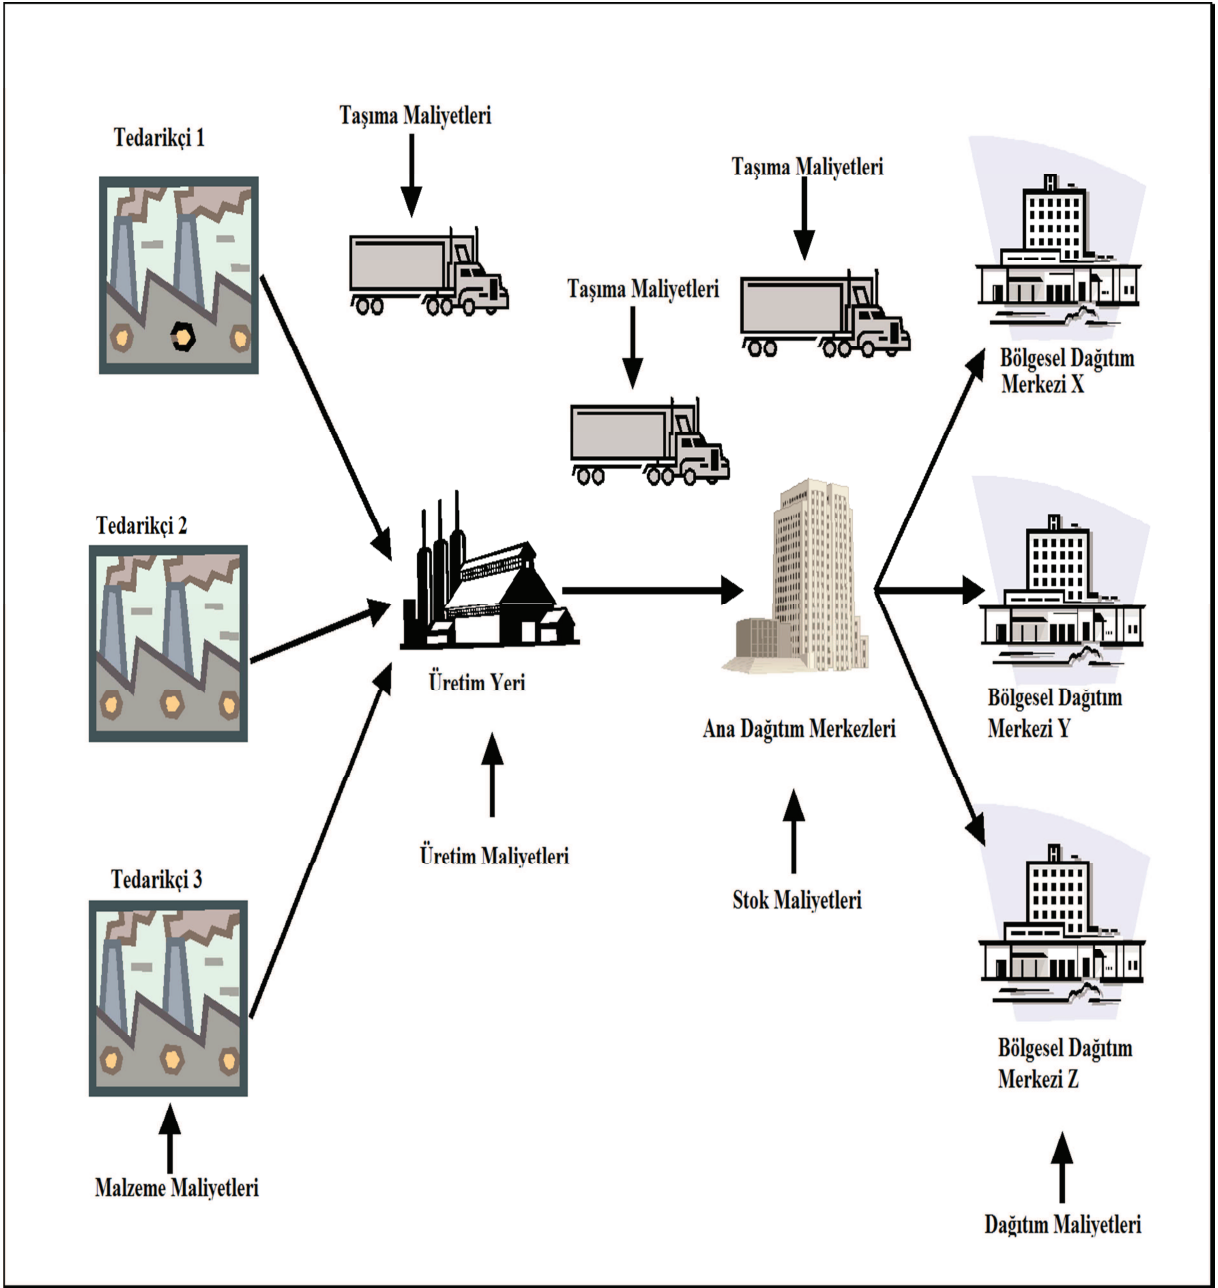 Taşıma Maliyetleri
Tedarikçi 1
Taşıma Maliyetleri
Taşıma Maliyetleri
Bölgesel Dağıtım
Merkezi X
Tedarikçi 2
Üretim Yeri
Ana Dağıtım Merkezleri
Bölgesel Dağıtım
Merkezi Y
Üretim Maliyetleri
Tedarikçi 3
Stok Maliyetleri
Bölgesel Dağıtım
Merkezi Z
Malzeme Maliyetleri
Dağıtım Maliyetleri